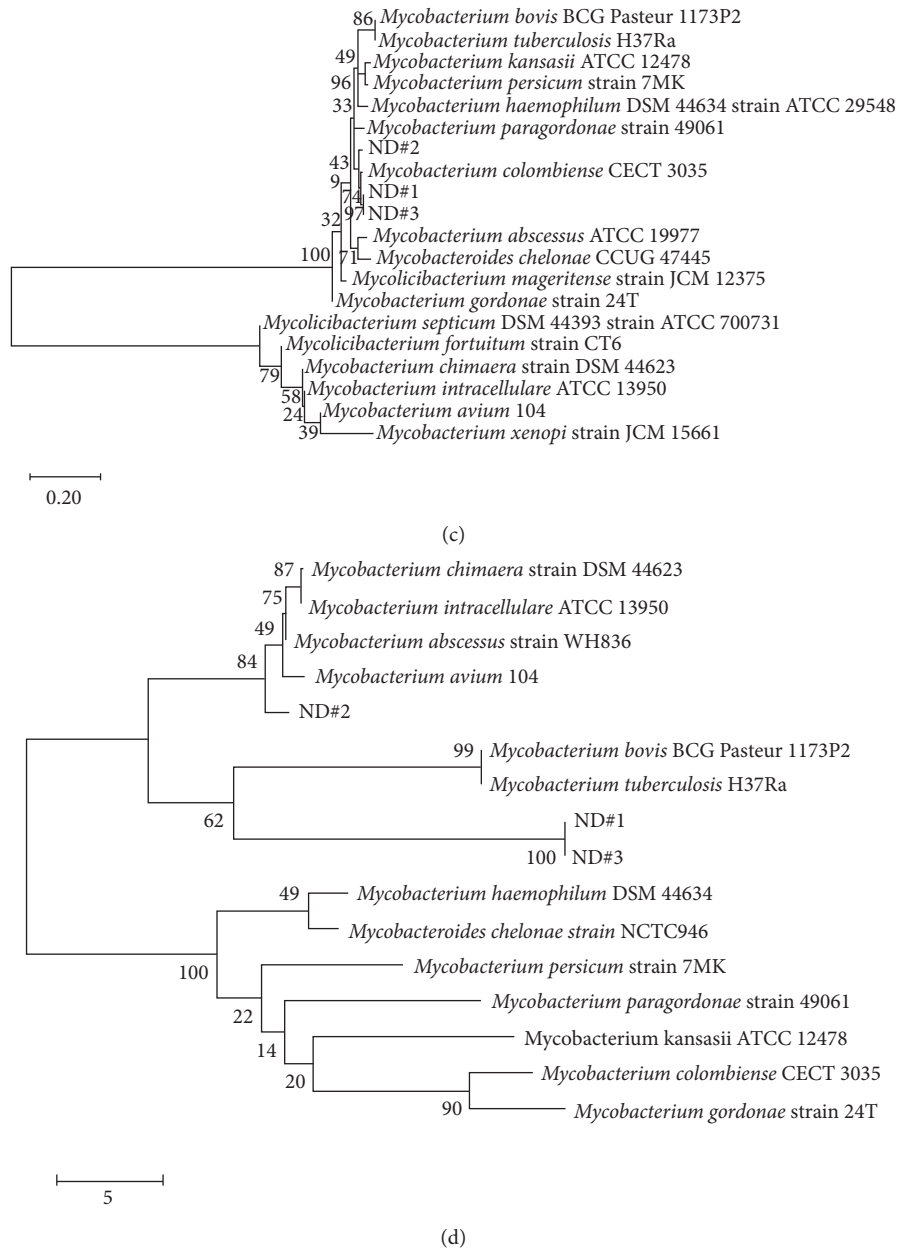 86 Mycobacterium bovis BCG Pasteur 1173P2
Mycobacterium tuberculosis H37Ra
49 Mycobacterium kansasii ATCC 12478
96 Mycobacterium persicum strain 7MK
33 Mycobacterium haemophilum DSM 44634 strain ATCC 29548
Mycobacterium paragordonae strain 49061
ND#2
43 Mycobacterium colombiense CECT 3035
9
74 ND#1
97 ND#3
32
Mycobacterium abscessus ATCC 19977
100 71 Mycobacteroides chelonae CCUG 47445
Mycolicibacterium mageritense strain JCM 12375
Mycobacterium gordonae strain 24T
Mycolicibacterium septicum DSM 44393 strain ATCC 700731
Mycolicibacterium fortuitum strain CT6
79 Mycobacterium chimaera strain DSM 44623
58 Mycobacterium intracellulare ATCC 13950
24 Mycobacterium avium 104
39 Mycobacterium xenopi strain JCM 15661
0.20
(c)
87 Mycobacterium chimaera strain DSM 44623
75 Mycobacterium intracellulare ATCC 13950
49 Mycobacterium abscessus strain WH836
84 Mycobacterium avium 104
ND#2
99 Mycobacterium bovis BCG Pasteur 1173P2
Mycobacterium tuberculosis H37Ra
62 ND#1
100 ND#3
49 Mycobacterium haemophilum DSM 44634
Mycobacteroides chelonae strain NCTC946
100 Mycobacterium persicum strain 7MK
22 Mycobacterium paragordonae strain 49061
14 Mycobacterium kansasii ATCC 12478
20 Mycobacterium colombiense CECT 3035
90 Mycobacterium gordonae strain 24T
5
(d)